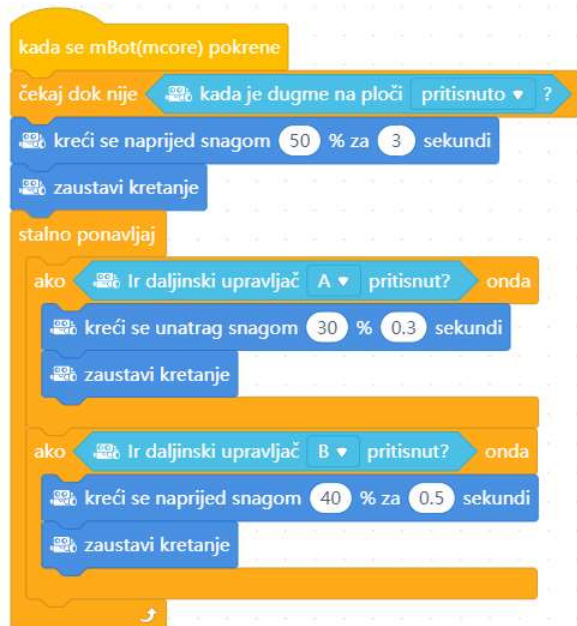 kada se mBot(mcore) pokrene
čekaj dok nije kada je dugme na ploči pritisnuto ?
kreći se naprijed snagom 50 % za 3 sekundi
zaustavi kretanje
stalno ponavljaj
ako Ir daljinski upravljač A pritisnut? onda
kreći se unatrag snagom 30 % 0.3 sekundi
zaustavi kretanje
ako Ir daljinski upravljač B pritisnut? onda
kreći se naprijed snagom 40 % za 0.5 sekundi
zaustavi kretanje